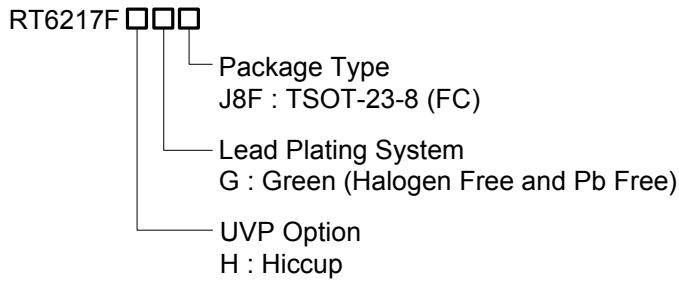 RT6217F
Package Type
J8F : TSOT-23-8 (FC)
Lead Plating System
G : Green (Halogen Free and Pb Free)
UVP Option
H : Hiccup